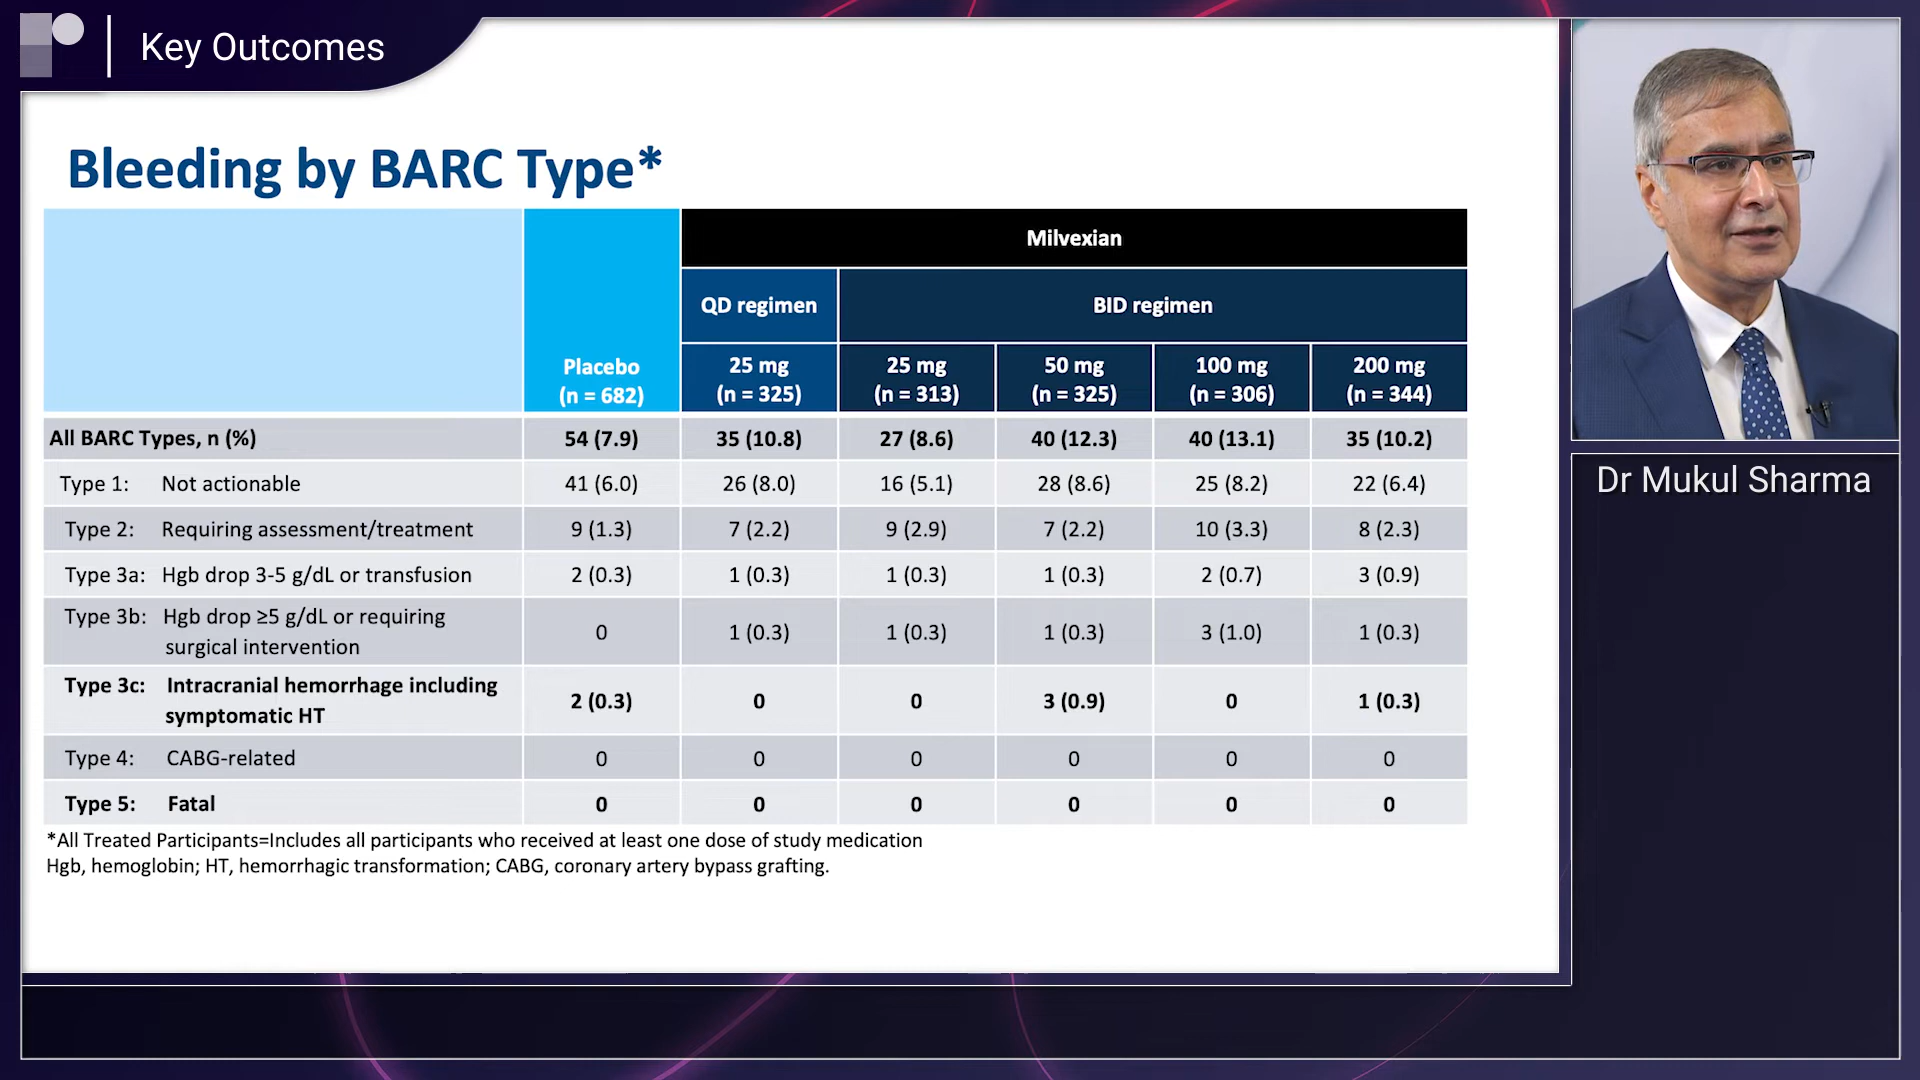 Key Outcomes
Bleeding by BARC Type*
Milvexian
QD regimen BID regimen
Placebo 25 mg 25 mg 50 mg 100 mg 200 mg
(n = 682) (n = 325) (n = 313) (n = 325) (n = 306) (n = 344)
All BARC Types, n (%) 54 (7.9) 35 (10.8) 27 (8.6) 40 (12.3) 40 (13.1) 35 (10.2)
Type 1: Not actionable 41 (6.0) 26 (8.0) 16 (5.1) 28 (8.6) 25 (8.2) 22 (6.4)
Type 2: Requiring assessment/treatment 9 (1.3) 7 (2.2) 9 (2.9) 7 (2.2) 10 (3.3) 8 (2.3)
Type 3a: Hgb drop 3-5 g/dL or transfusion 2 (0.3) 1 (0.3) 1 (0.3) 1 (0.3) 2 (0.7) 3 (0.9)
Type 3b: Hgb drop ≥5 g/dL or requiring
surgical intervention 0 1 (0.3) 1 (0.3) 1 (0.3) 3 (1.0) 1 (0.3)
Type 3c: Intracranial hemorrhage including
symptomatic HT 2 (0.3) 0 0 3 (0.9) 0 1 (0.3)
Type 4: CABG-related 0 0 0 0 0 0
Type 5: Fatal 0 0 0 0 0 0
*All Treated Participants=Includes all participants who received at least one dose of study medication
Hgb, hemoglobin; HT, hemorrhagic transformation; CABG, coronary artery bypass grafting.
Dr Mukul Sharma